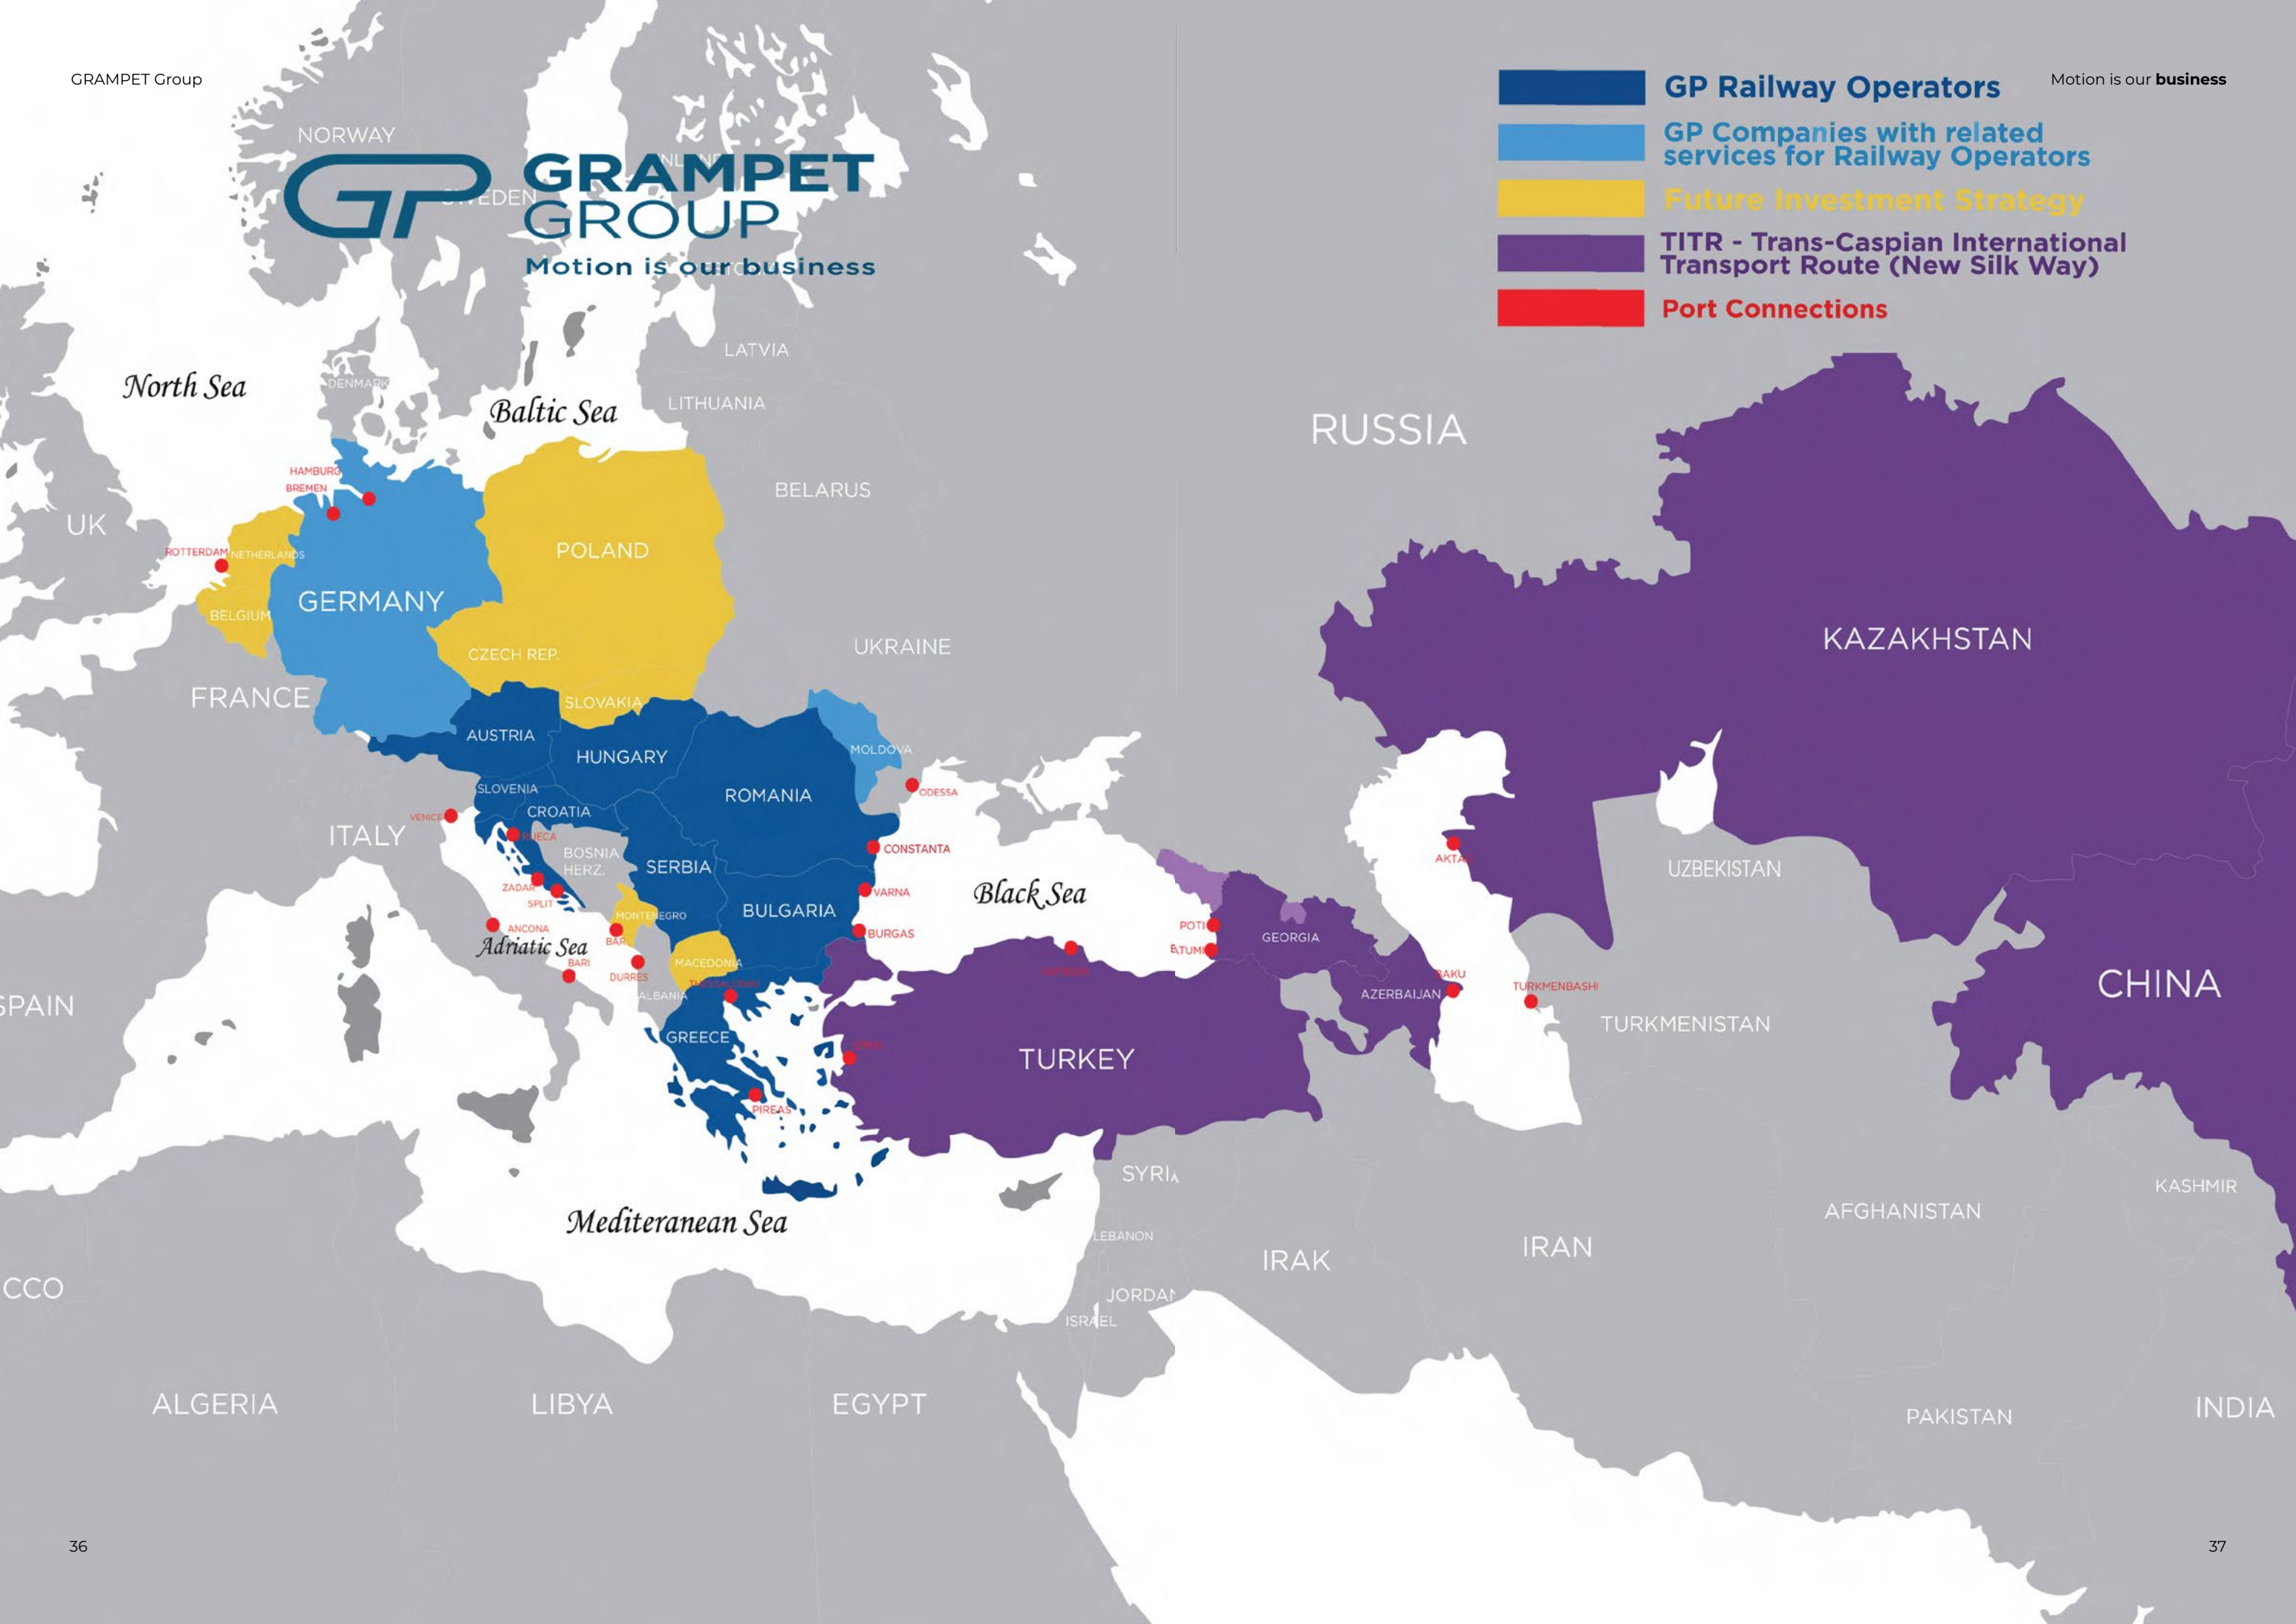 GRAMPET Group
Motion is our business
GP Railway Operators
GP Companies with related
services for Railway Operators
Future Investment Strategy
TITR - Trans-Caspian International
Transport Route (New Silk Way)
Port Connections
NORWAY
GP
GRAMPET
GROUP
Motion is our business
LATVIA
North Sea
DENMARK
Baltic Sea
LITHUANIA
RUSSIA
HAMBURG
BREMEN
BELARUS
UK
ROTTERDAM
NETHERLANDS
POLAND
GERMANY
BELGIUM
KAZAKHSTAN
UKRAINE
CZECH REP.
FRANCE
SLOVAKIA
AUSTRIA
HUNGARY
MOLDOVA
SLOVENIA
ROMANIA
ODESSA
CROATIA
VENICE
ITALY
CONSTANTA
BOSNIA
HERZ.
SERBIA
UZBEKISTAN
ZADAR
SPLIT
VARNA
Black Sea
BULGARIA
MONTENEGRO
ANCONA
POTI
BURGAS
GEORGIA
BAR
Adriatic Sea
BARI
MACEDONIA
DURRES
BAKU
TURKMENBASHI
CHINA
ALBANIA
AZERBAIJAN
SPAIN
TURKMENISTAN
GREECE
TURKEY
PIREAS
SYRIA
KASHMIR
AFGHANISTAN
Mediteranean Sea
LEBANON
IRAN
IRAK
CCO
JORDAN
ISRAEL
ALGERIA
LIBYA
EGYPT
INDIA
PAKISTAN
36
37